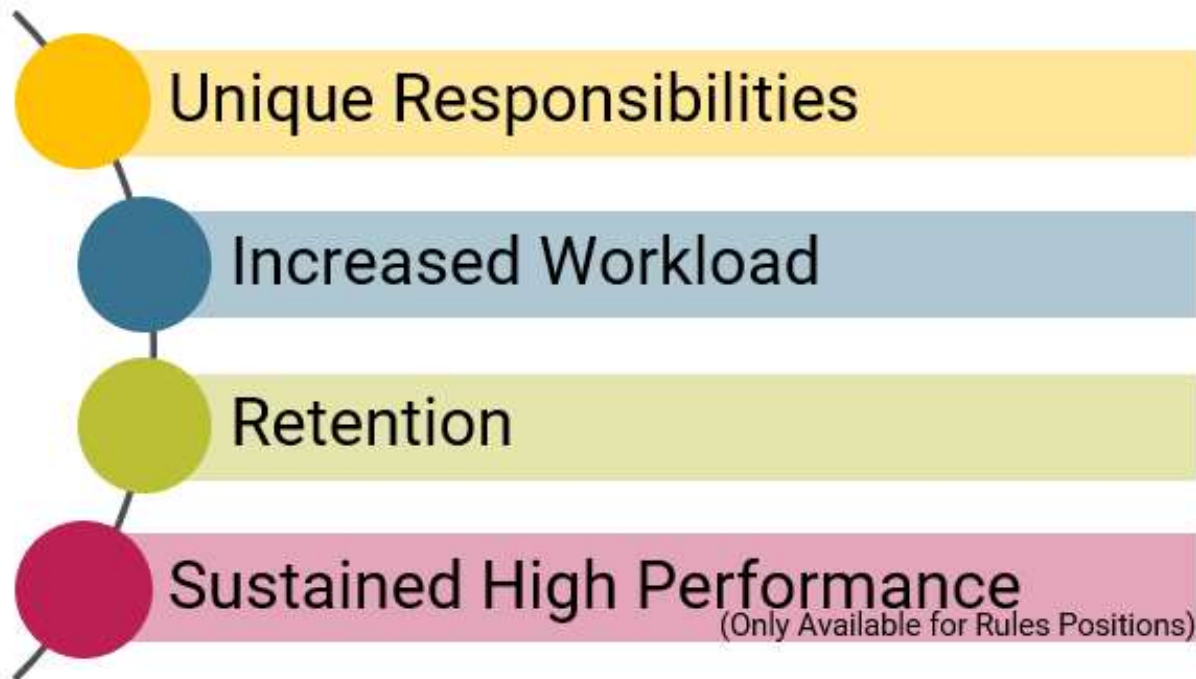 Unique Responsibilities
Increased Workload
Retention
Sustained High Performance
(Only Available for Rules Positions)